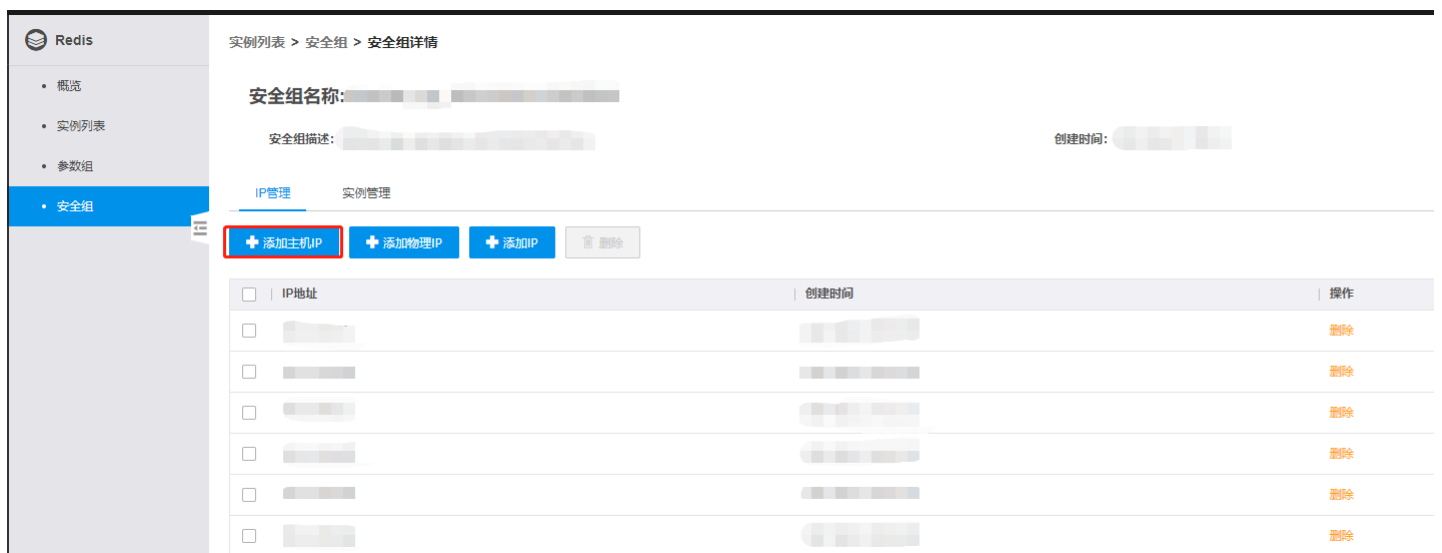 Redis
概览
实例列表
参数组
安全组
实例列表 > 安全组 > 安全组详情
安全组名称:
安全组描述: 创建时间:
IP管理 实例管理
添加主机IP 添加物理IP 添加IP 删除
IP地址 创建时间 操作
删除
删除
删除
删除
删除
删除